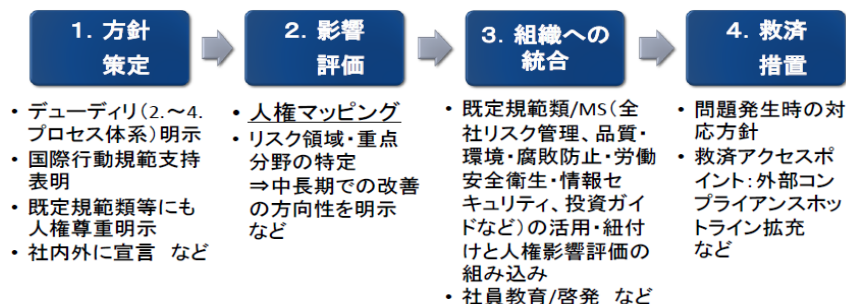 1. 方針
策定
2. 影響
評価
3. 組織への
統合
4. 救済
措置
• デューディリ(2.～4.
プロセス体系)明示
• 国際行動規範支持
表明
• 既定規範類等にも
人権尊重明示
• 社内外に宣言 など
• 人権マッピング
• リスク領域・重点
分野の特定
⇒中長期での改善
の方向性を明示
など
• 既定規範類/MS(全
社リスク管理、品質・
環境・腐敗防止・労働
安全衛生・情報セ
キュリティ、投資ガイ
ドなど)の活用・紐付
けと人権影響評価の
組み込み
• 社員教育/啓発 など
• 問題発生時の対
応方針
• 救済アクセスポ
イント:外部コン
プライアンスホッ
トライン拡充
など